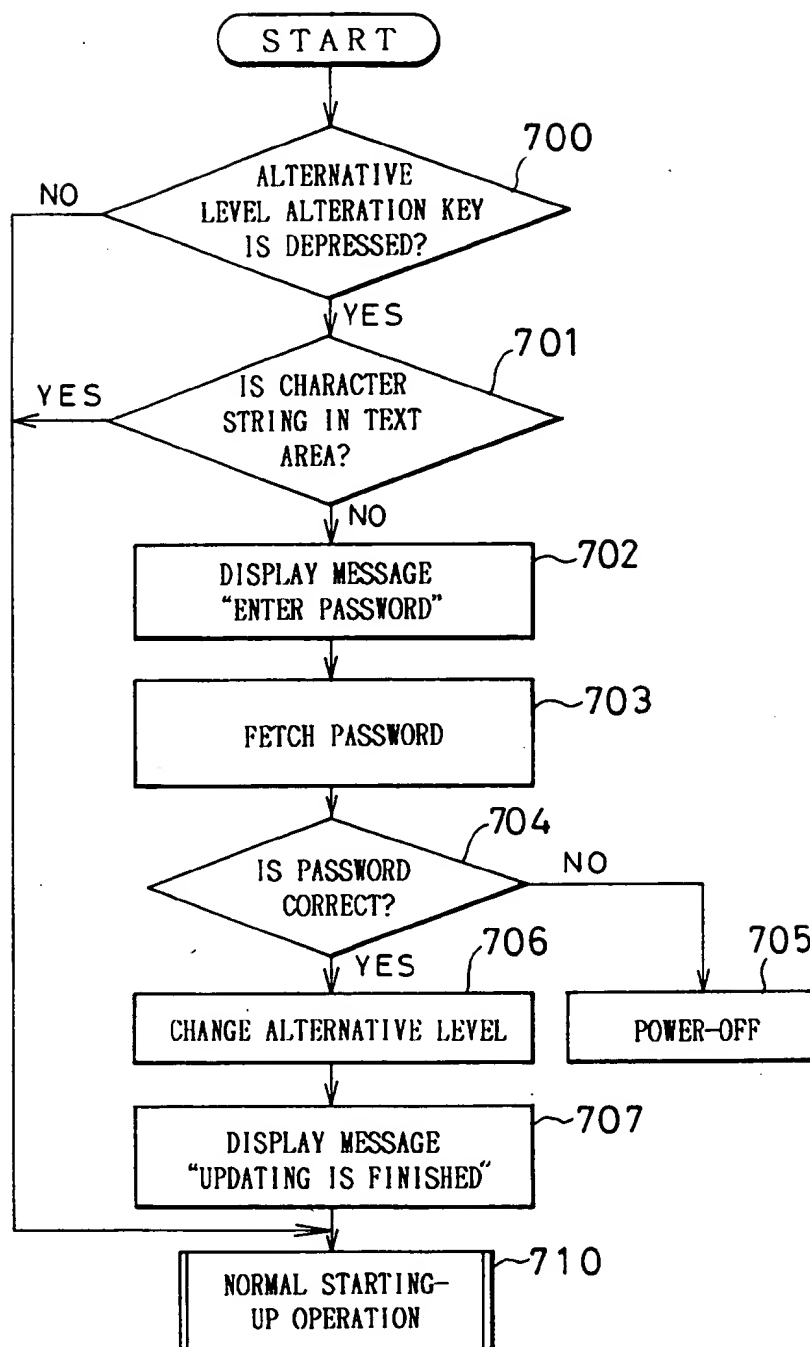 START
700
ALTERNATIVE
LEVEL ALTERATION KEY
IS DEPRESSED?
NO
YES
701
IS CHARACTER
STRING IN TEXT
AREA?
YES
NO
702
DISPLAY MESSAGE
“ENTER PASSWORD”
703
FETCH PASSWORD
704
IS PASSWORD
CORRECT?
NO
YES
706
705
CHANGE ALTERNATIVE LEVEL
POWER-OFF
707
DISPLAY MESSAGE
“UPDATING IS FINISHED”
710
NORMAL STARTING-
UP OPERATION